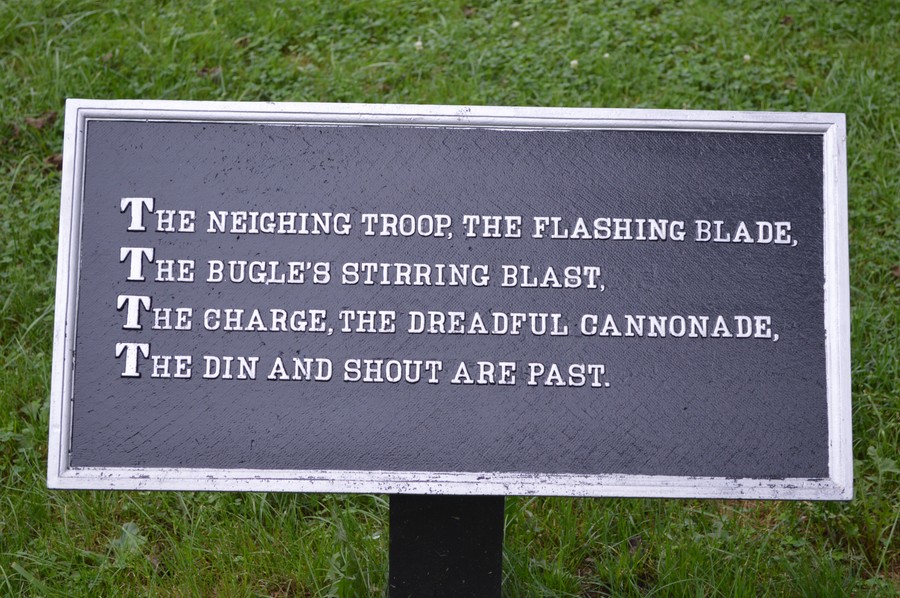 The neighing troop, the flashing blade,
The bugle's stirring blast,
The charge, the dreadful cannonade,
The din and shout are past.